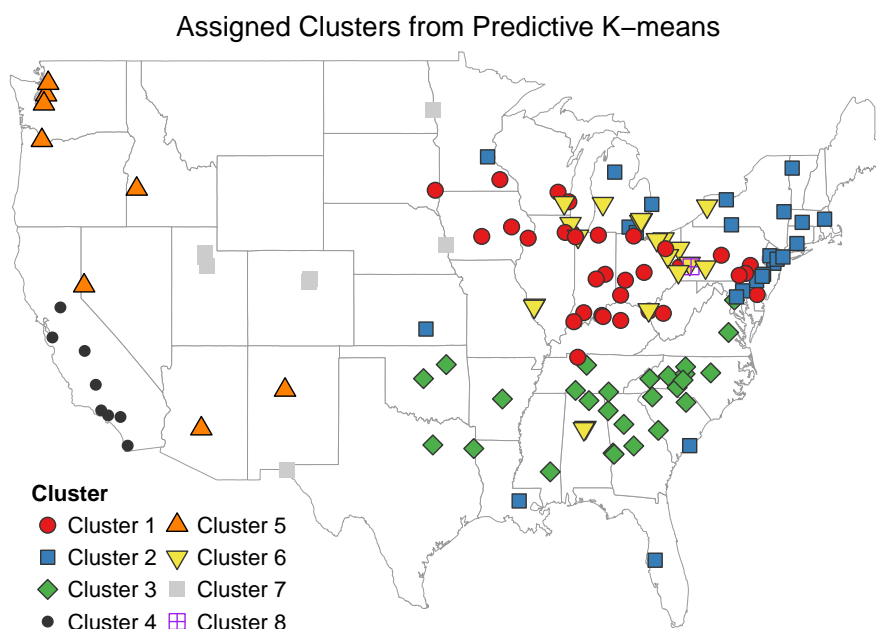 Assigned Clusters from Predictive K−means
Cluster
Cluster 1
Cluster 2
Cluster 3
Cluster 4
Cluster 5
Cluster 6
Cluster 7
Cluster 8